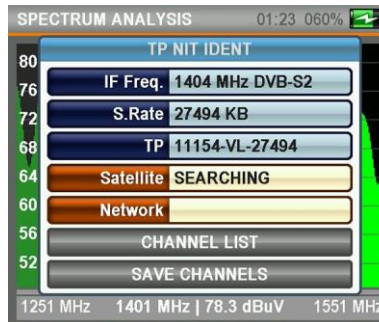 SPECTRUM ANALYSIS 01:23 060%
TP NIT IDENT
80
IF Freq. 1404 MHz DVB-S2
76
S.Rate 27494 KB
72
TP 11154-VL-27494
68
64 Satellite SEARCHING
60 Network
56
CHANNEL LIST
52
SAVE CHANNELS
1251 MHz 1401 MHz | 78.3 dBuV 1551 MHz